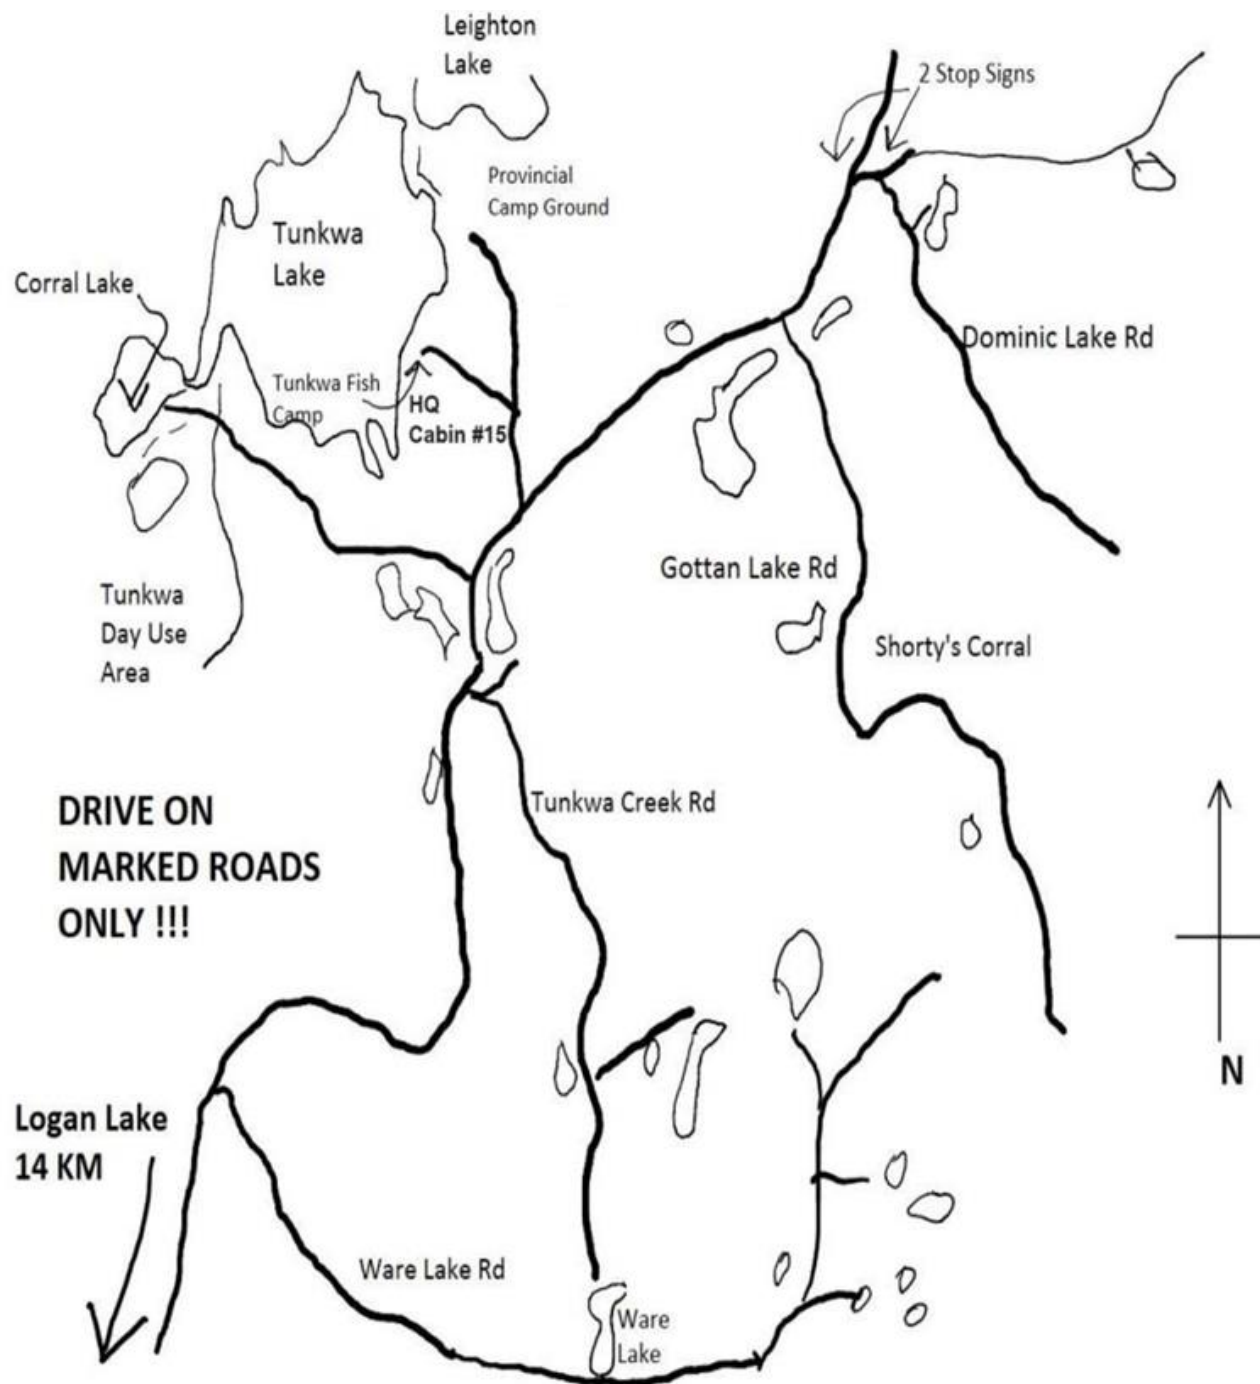 Leighton
Lake
2 Stop Signs
Provincial
Camp Ground
Tunkwa
Lake
Corral Lake
Dominic Lake Rd
Tunkwa Fish
Camp
HQ
Cabin #15
Gottan Lake Rd
Tunkwa
Day Use
Area
Shorty's Corral
DRIVE ON
MARKED ROADS
ONLY !!!
Tunkwa Creek Rd
N
Logan Lake
14 KM
Ware Lake Rd
Ware
Lake